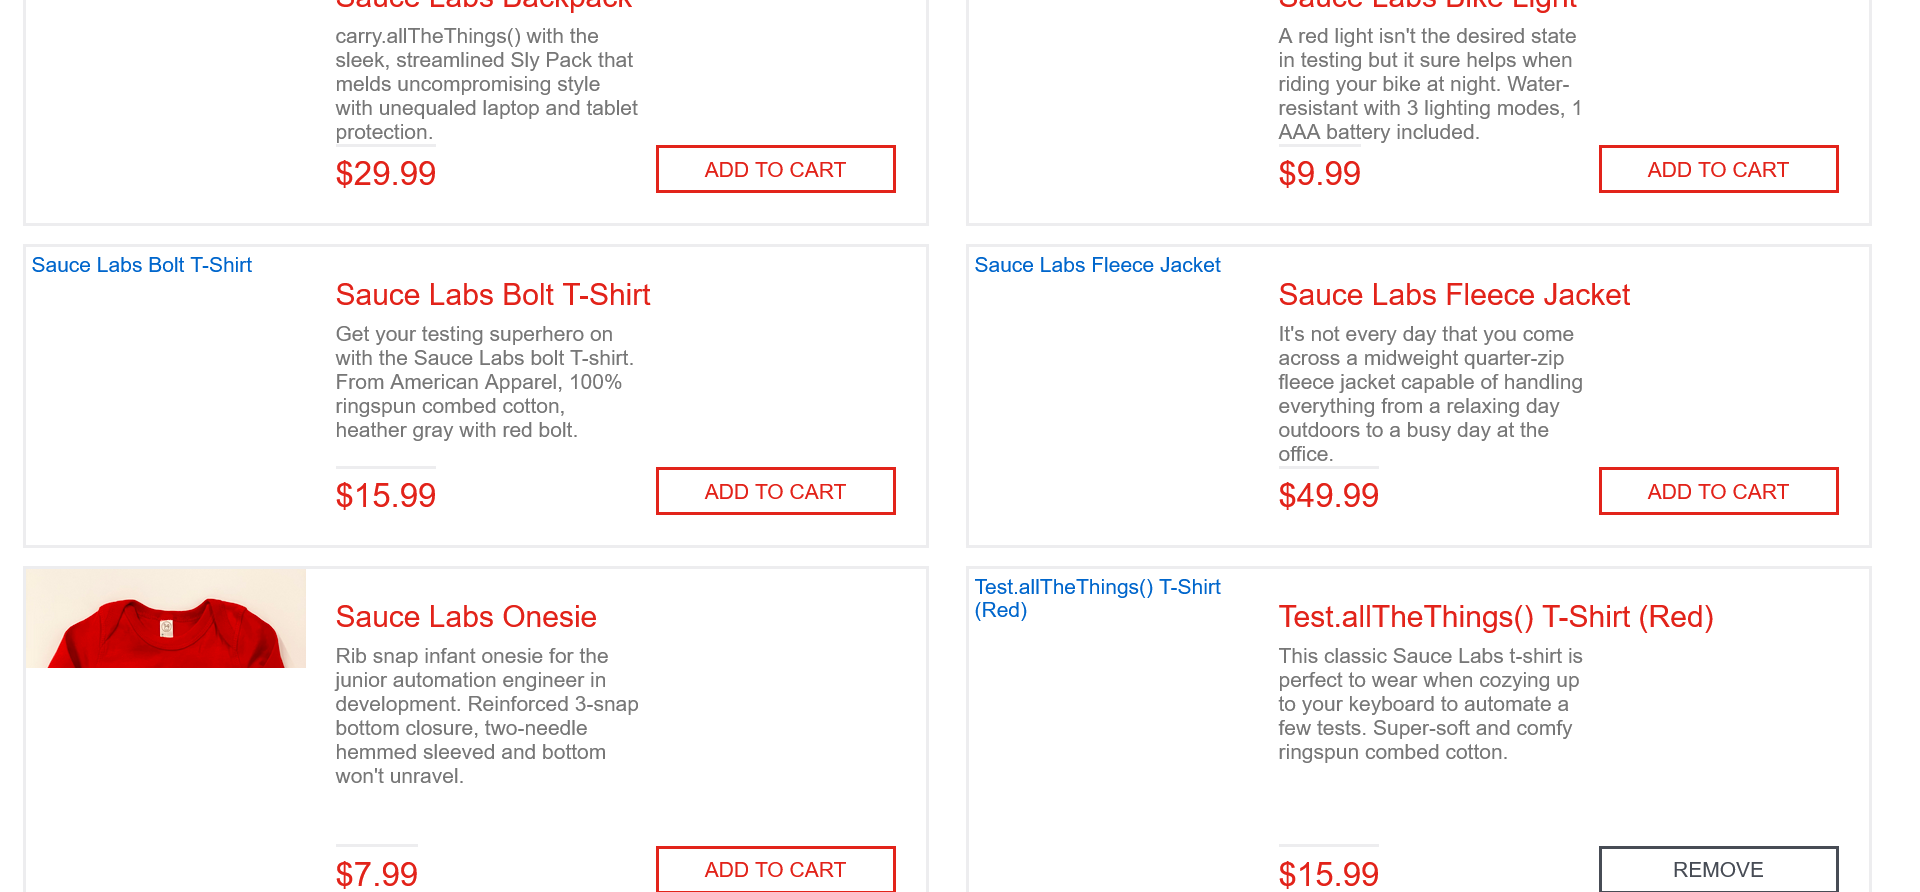 Sauce Labs Backpack
carry.allTheThings() with the
sleek, streamlined Sly Pack that
melds uncompromising style
with unequaled laptop and tablet
protection.
$29.99
ADD TO CART
Sauce Labs Bike Light
A red light isn't the desired state
in testing but it sure helps when
riding your bike at night. Water-
resistant with 3 lighting modes, 1
AAA battery included.
$9.99
ADD TO CART
Sauce Labs Bolt T-Shirt
Sauce Labs Bolt T-Shirt
Get your testing superhero on
with the Sauce Labs bolt T-shirt.
From American Apparel, 100%
ringspun combed cotton,
heather gray with red bolt.
$15.99
ADD TO CART
Sauce Labs Fleece Jacket
Sauce Labs Fleece Jacket
It's not every day that you come
across a midweight quarter-zip
fleece jacket capable of handling
everything from a relaxing day
outdoors to a busy day at the
office.
$49.99
ADD TO CART
Sauce Labs Onesie
Rib snap infant onesie for the
junior automation engineer in
development. Reinforced 3-snap
bottom closure, two-needle
hemmed sleeved and bottom
won't unravel.
$7.99
ADD TO CART
Test.allTheThings() T-Shirt
(Red)
Test.allTheThings() T-Shirt (Red)
This classic Sauce Labs t-shirt is
perfect to wear when cozying up
to your keyboard to automate a
few tests. Super-soft and comfy
ringspun combed cotton.
$15.99
REMOVE